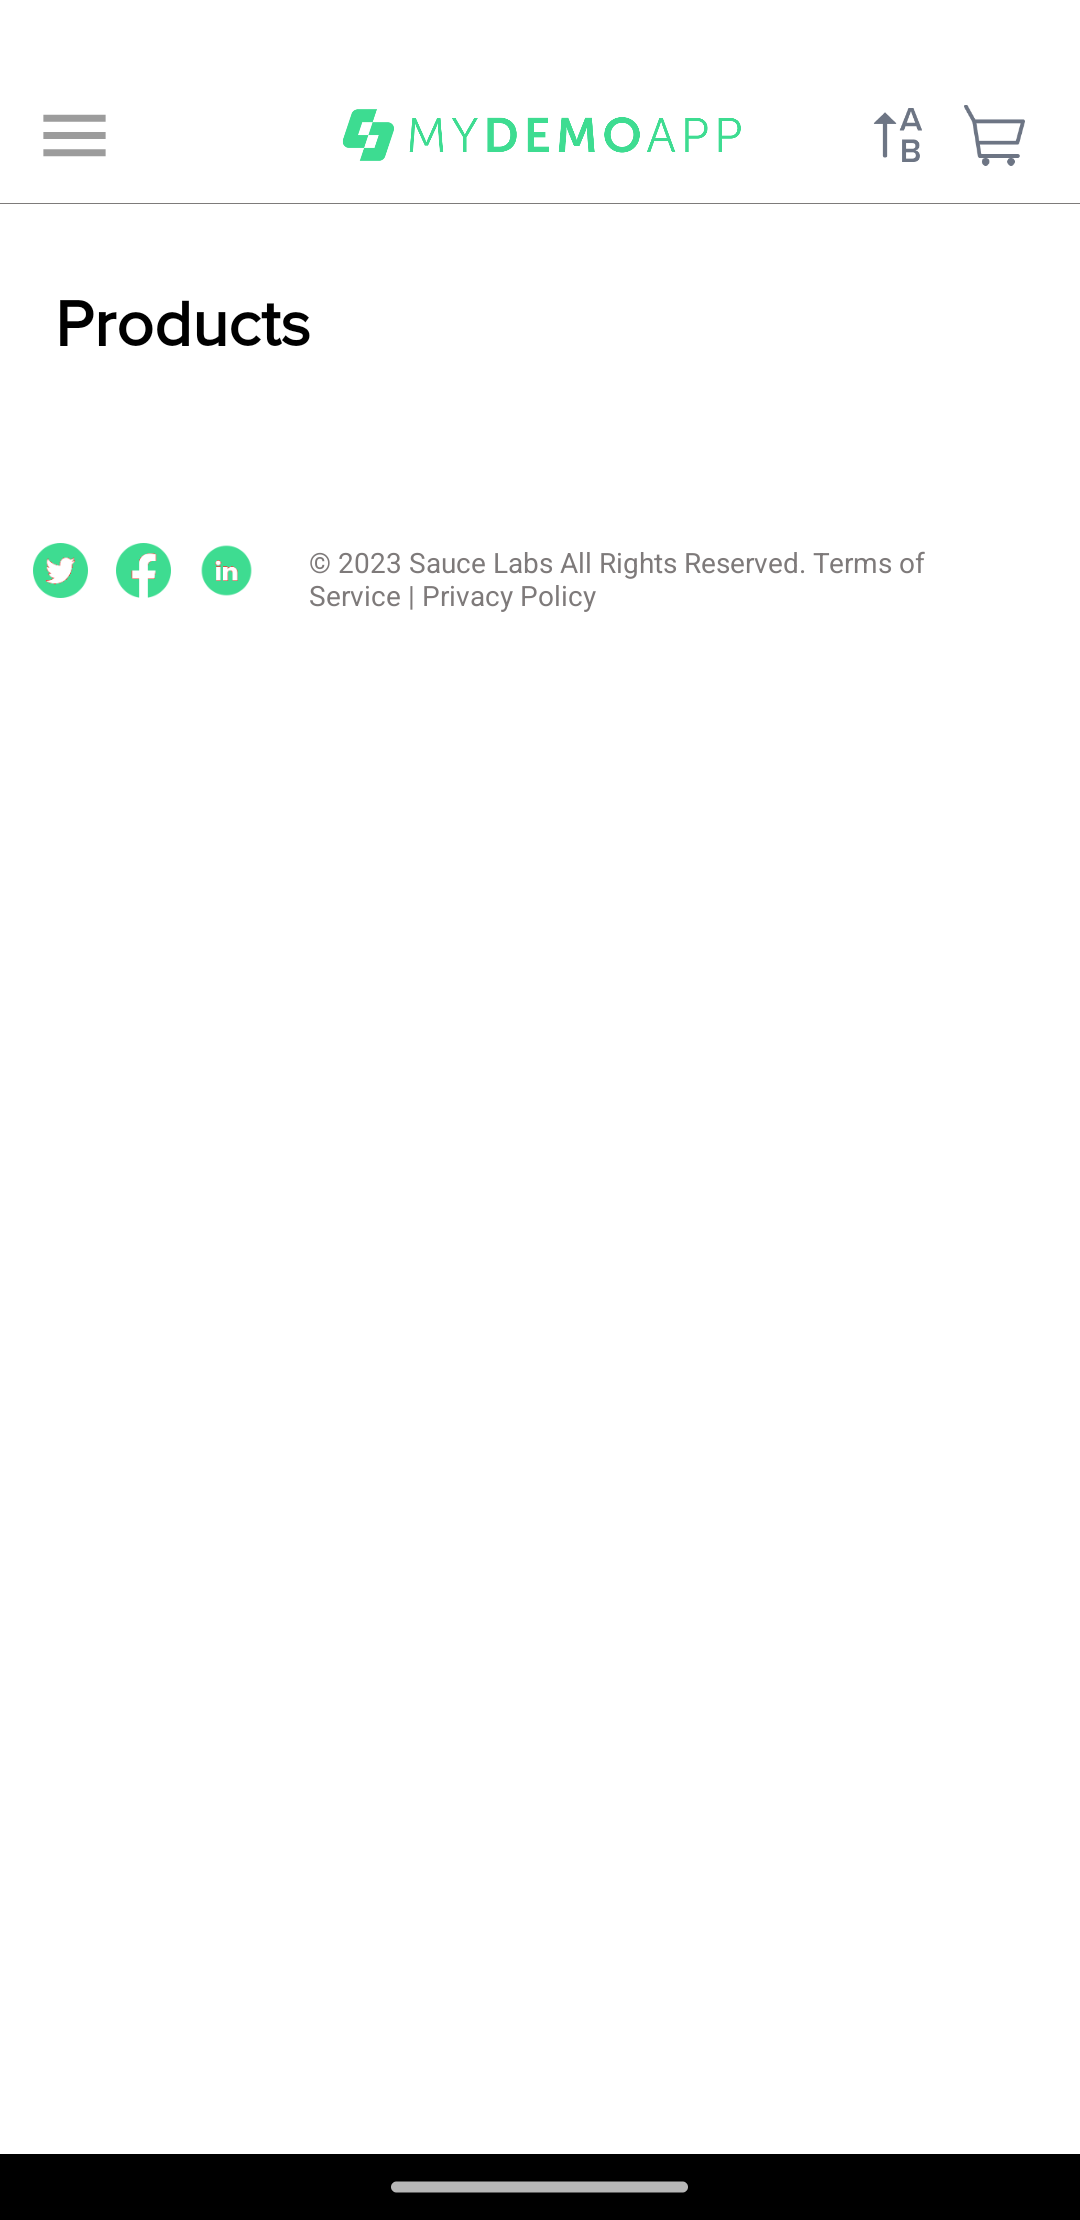 MYDEMOAPP
A
B
Products
in
© 2023 Sauce Labs All Rights Reserved. Terms of
Service | Privacy Policy